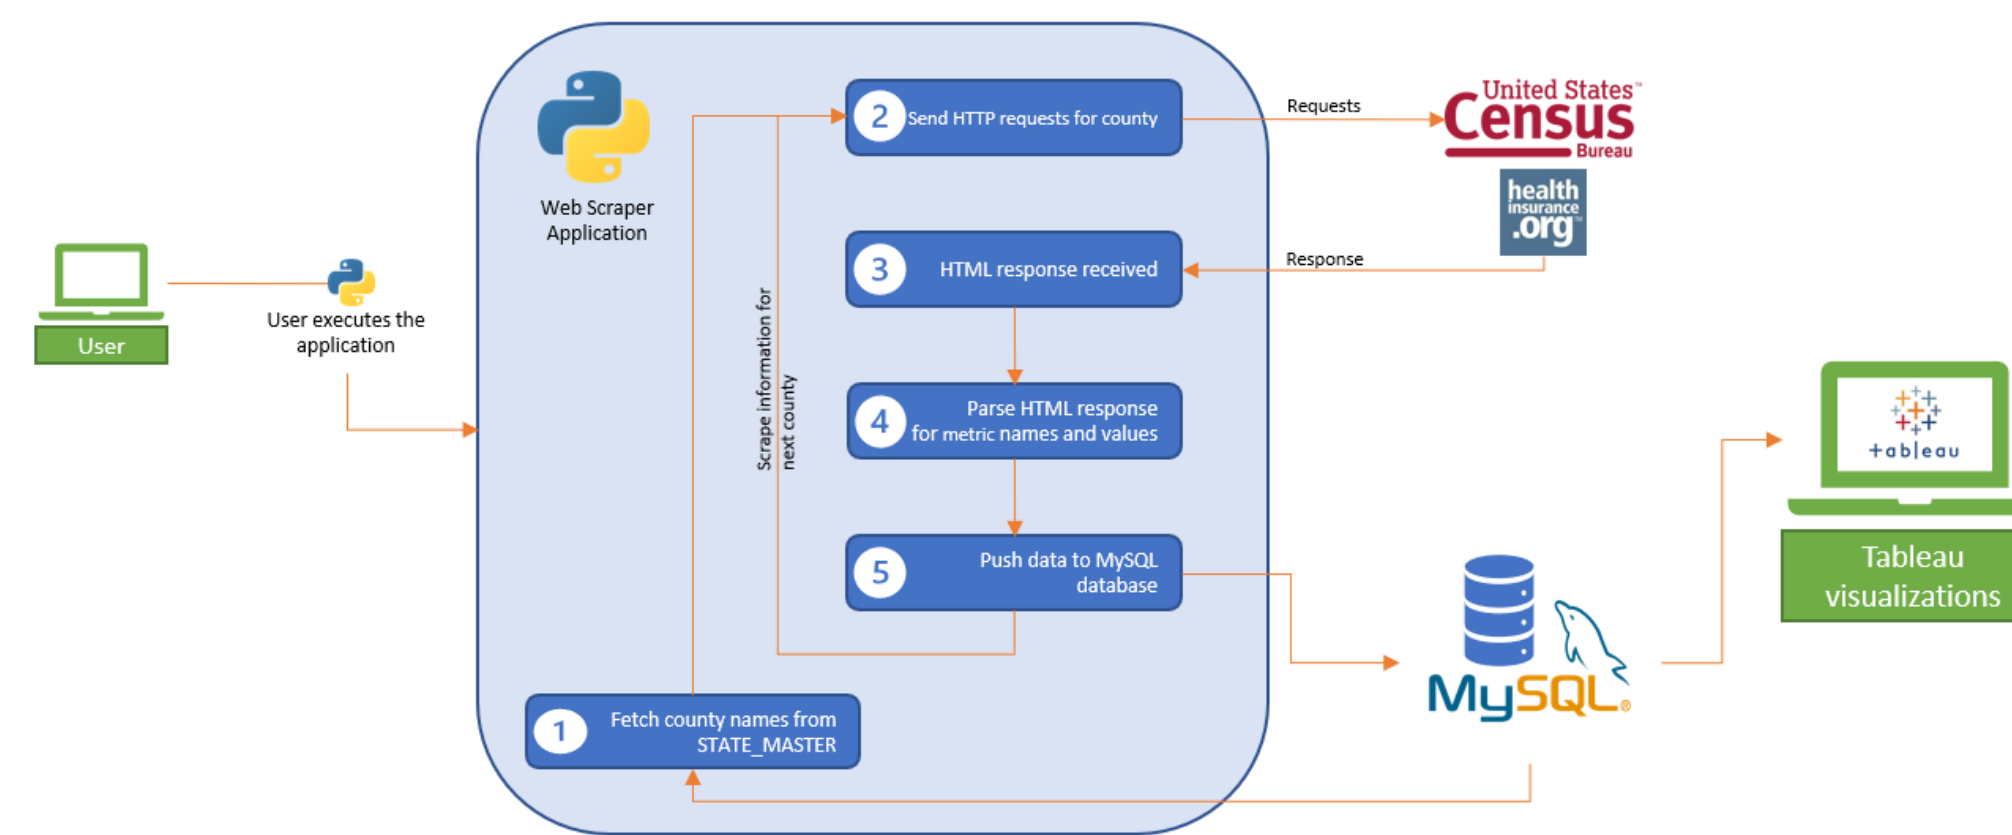 User
User executes the
application
Web Scraper
Application
1
Fetch county names from
STATE_MASTER
2
Send HTTP requests for county
3
HTML response received
4
Parse HTML response
for metric names and values
5
Push data to MySQL
database
Scrape information for
next county
Requests
Response
United States™
Census
Bureau
health
insurance
.org™
MySQL®
+ableau
Tableau
visualizations